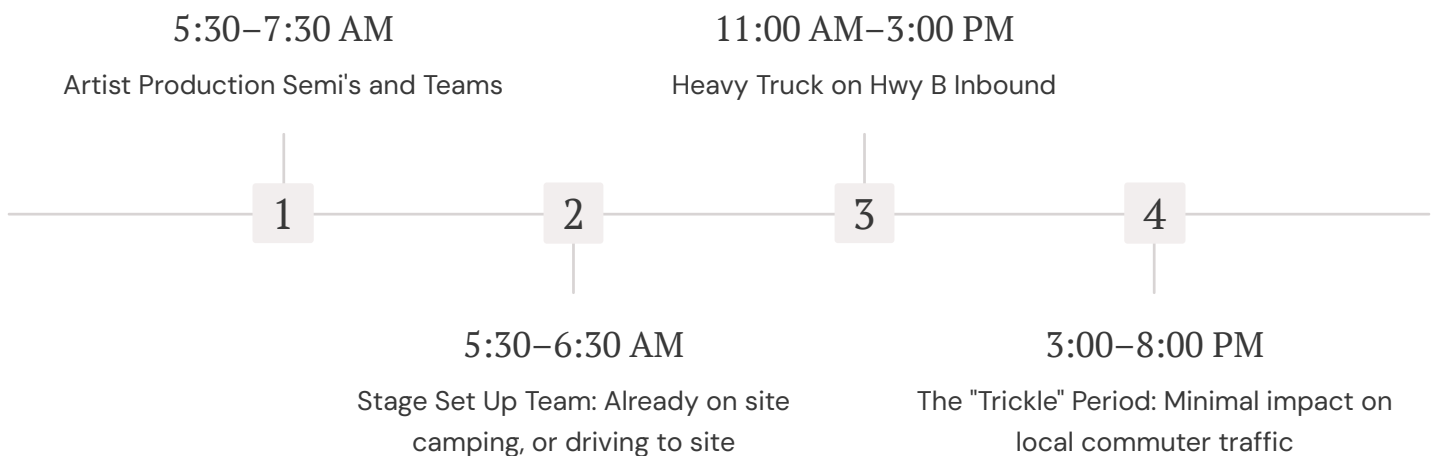 5:30–7:30 AM
Artist Production Semi's and Teams
11:00 AM–3:00 PM
Heavy Truck on Hwy B Inbound
1
2
3
4
5:30–6:30 AM
Stage Set Up Team: Already on site
camping, or driving to site
3:00–8:00 PM
The "Trickle" Period: Minimal impact on
local commuter traffic